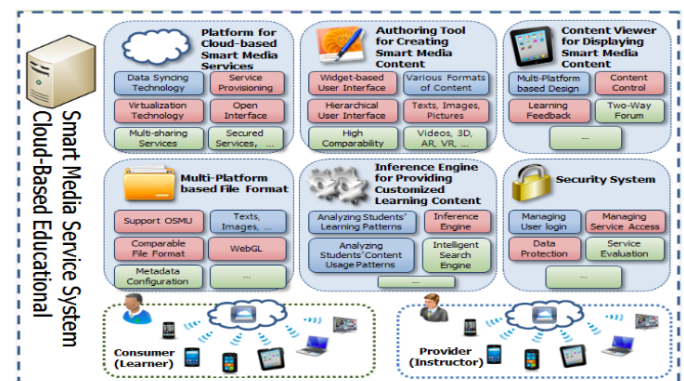 Smart Media Service System
Cloud-Based Educational
Platform for
Cloud-based
Smart Media
Services
Data Syncing
Technology
Service
Provisioning
Virtualization
Technology
Open
Interface
Multi-sharing
Services
Secured
Services, ...
Authoring Tool
for Creating
Smart Media
Content
Widget-based
User Interface
Various Formats
of Content
Hierarchical
User Interface
Texts, Images,
Pictures
High
Comparability
Videos, 3D,
AR, VR, ...
Content Viewer
for Displaying
Smart Media
Content
Multi-Platform
based Design
Content
Control
Learning
Feedback
Two-Way
Forum
...
Multi-Platform
based File Format
Support OSMU
Texts,
Images, ...
Comparable
File Format
WebGL
Metadata
Configuration
...
Inference Engine
for Providing
Customized
Learning Content
Analyzing Students'
Learning Patterns
Inference
Engine
Analyzing
Students'Content
Usage Patterns
Intelligent
Search
Engine
...
Security System
Managing
User login
Managing
Service Access
Data
Protection
Service
Evaluation
...
Consumer
(Learner)
Provider
(Instructor)